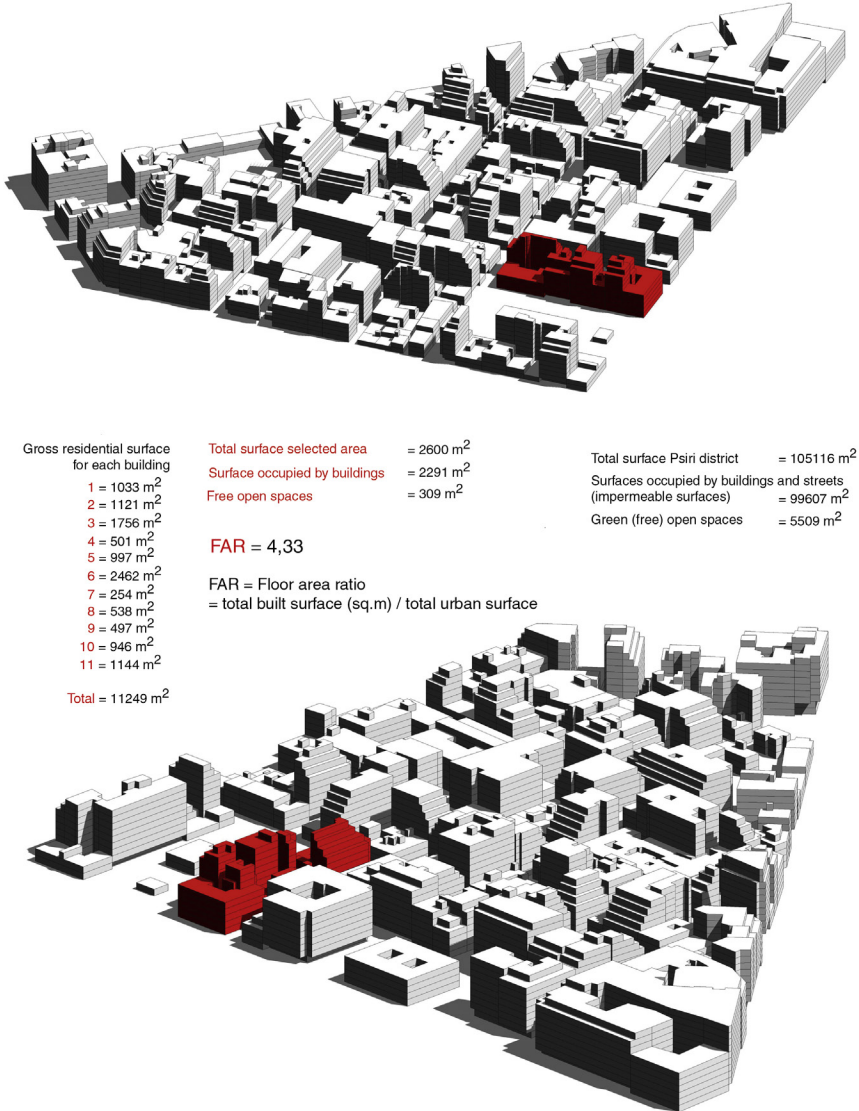 Gross residential surface
for each building
1 = 1033 m²
2 = 1121 m²
3 = 1756 m²
4 = 501 m²
5 = 997 m²
6 = 2462 m²
7 = 254 m²
8 = 538 m²
9 = 497 m²
10 = 946 m²
11 = 1144 m²
Total = 11249 m²
Total surface selected area = 2600 m²
Surface occupied by buildings = 2291 m²
Free open spaces = 309 m²
FAR = 4,33
FAR = Floor area ratio
= total built surface (sq.m) / total urban surface
Total surface Psiri district = 105116 m²
Surfaces occupied by buildings and streets
(impermeable surfaces) = 99607 m²
Green (free) open spaces = 5509 m²